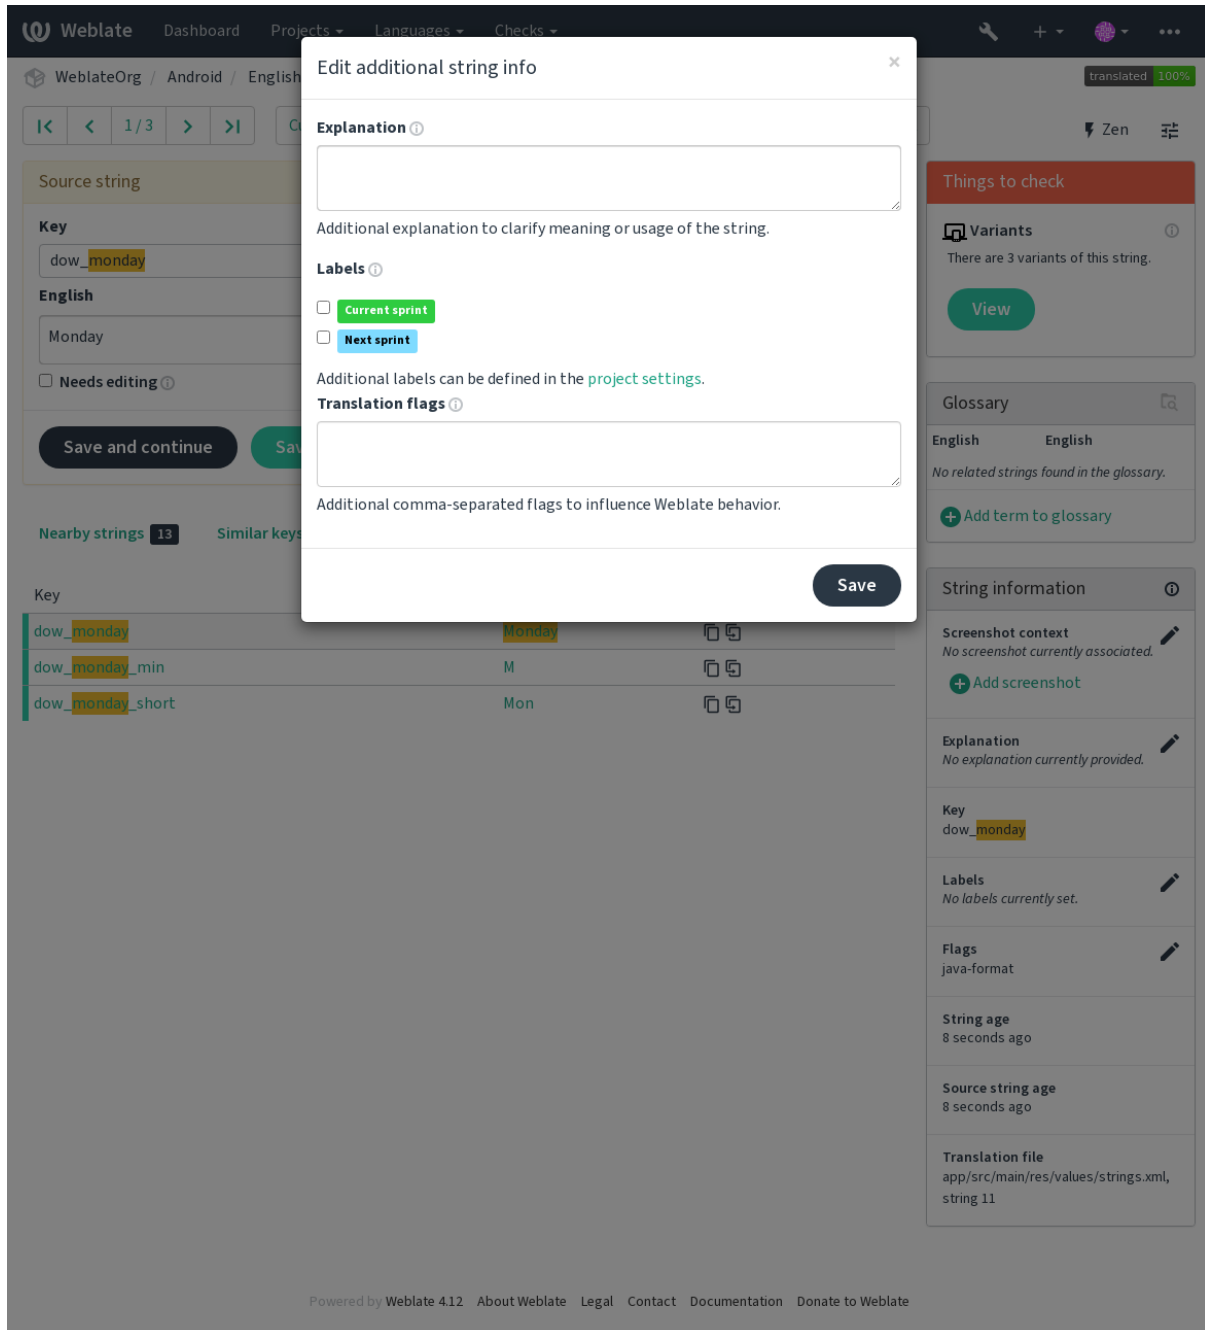 Weblate Dashboard Projects Languages Checks
WeblateOrg / Android / English
translated 100%
1 / 3
Zen
Edit additional string info
×
Explanation
Additional explanation to clarify meaning or usage of the string.
Labels
Current sprint
Next sprint
Additional labels can be defined in the project settings.
Translation flags
Additional comma-separated flags to influence Weblate behavior.
Save
Source string
Key
dow_monday
English
Monday
Needs editing
Save and continue
Nearby strings 13 Similar keys
Key
dow_monday Monday
dow_monday_min M
dow_monday_short Mon
Things to check
Variants
There are 3 variants of this string.
View
Glossary
English English
No related strings found in the glossary.
Add term to glossary
String information
Screenshot context
No screenshot currently associated.
Add screenshot
Explanation
No explanation currently provided.
Key
dow_monday
Labels
No labels currently set.
Flags
java-format
String age
8 seconds ago
Source string age
8 seconds ago
Translation file
app/src/main/res/values/strings.xml,
string 11
Powered by Weblate 4.12 About Weblate Legal Contact Documentation Donate to Weblate